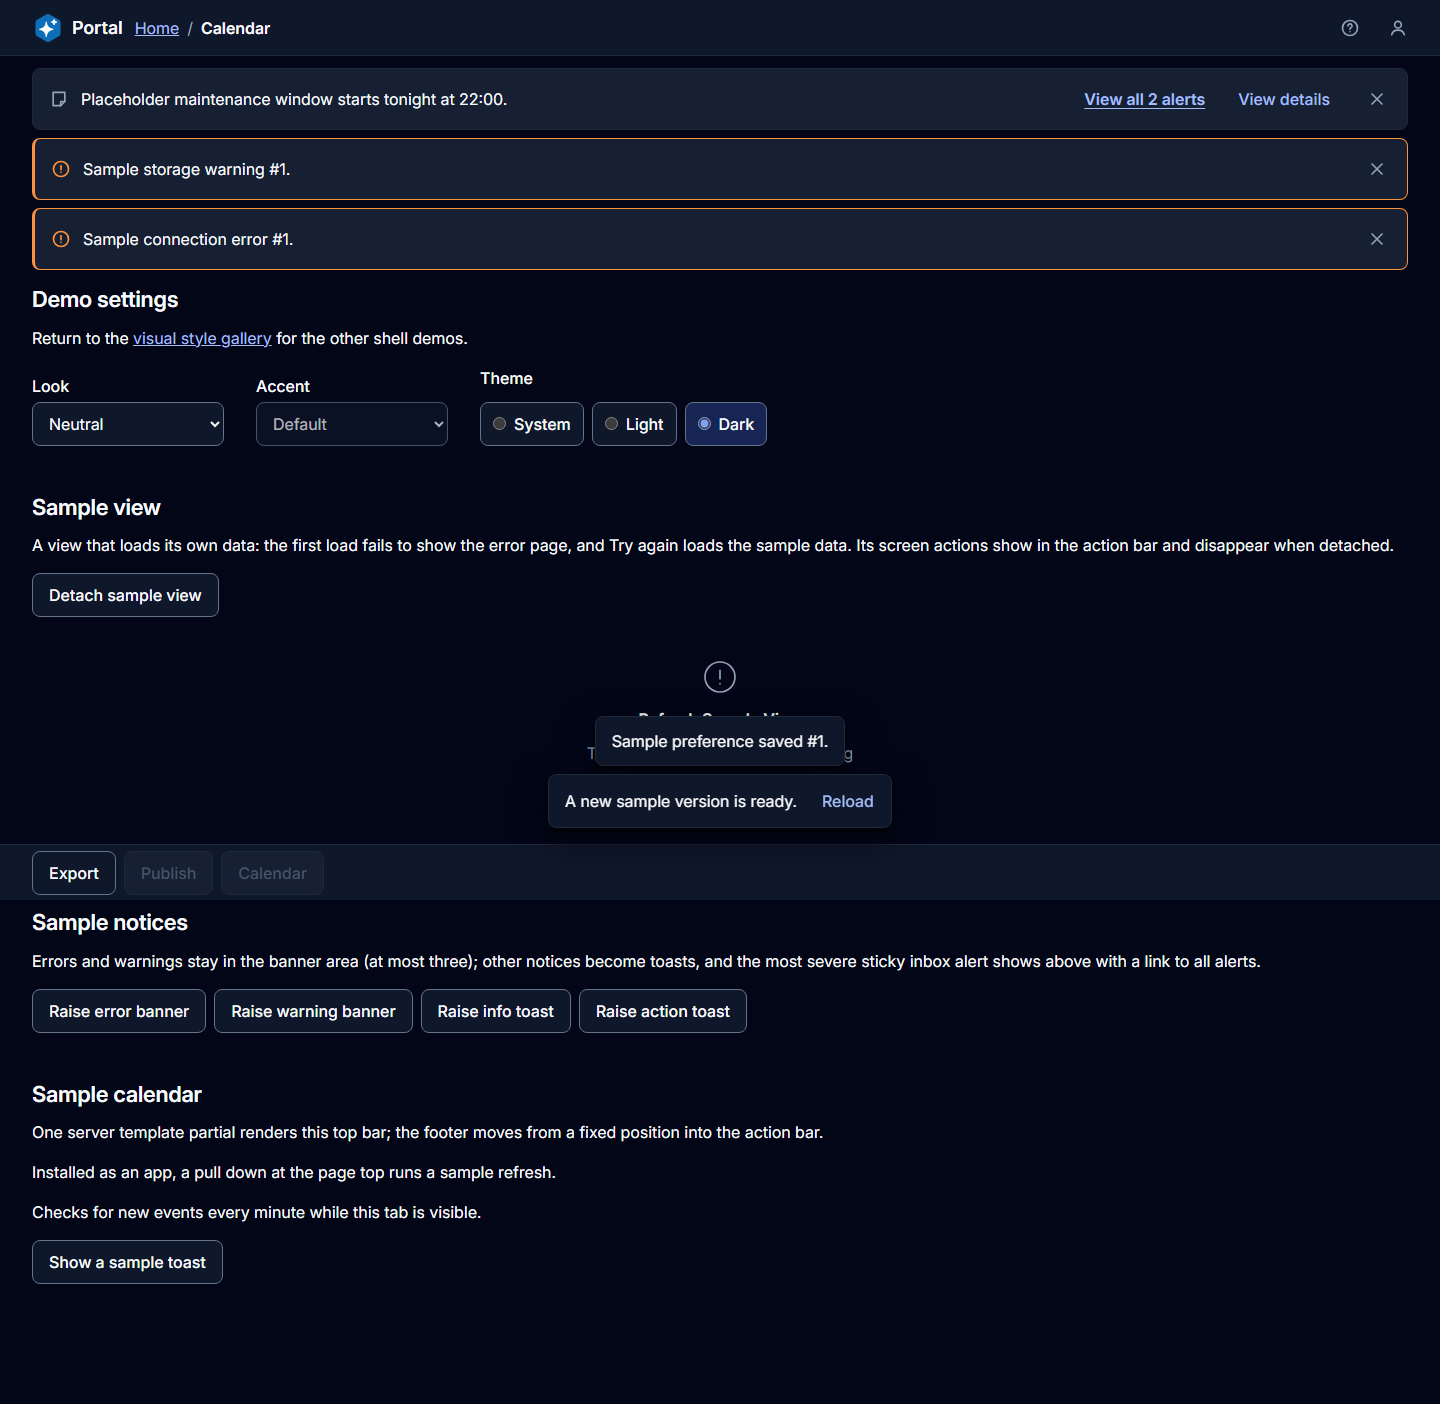 Portal Home / Calendar
Placeholder maintenance window starts tonight at 22:00. View all 2 alerts View details
Sample storage warning #1.
Sample connection error #1.
Demo settings
Return to the visual style gallery for the other shell demos.
Look Accent Theme
Neutral Default System Light Dark
Sample view
A view that loads its own data: the first load fails to show the error page, and Try again loads the sample data. Its screen actions show in the action bar and disappear when detached.
Detach sample view
Sample preference saved #1.
A new sample version is ready. Reload
Export Publish Calendar
Sample notices
Errors and warnings stay in the banner area (at most three); other notices become toasts, and the most severe sticky inbox alert shows above with a link to all alerts.
Raise error banner Raise warning banner Raise info toast Raise action toast
Sample calendar
One server template partial renders this top bar; the footer moves from a fixed position into the action bar.
Installed as an app, a pull down at the page top runs a sample refresh.
Checks for new events every minute while this tab is visible.
Show a sample toast